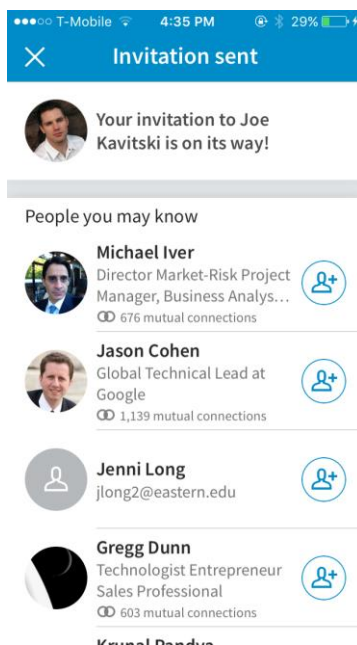 T-Mobile 4:35 PM 29%
Invitation sent
Your invitation to Joe
Kavitski is on its way!
People you may know
Michael Iver
Director Market-Risk Project
Manager, Business Analys...
676 mutual connections
Jason Cohen
Global Technical Lead at
Google
1,139 mutual connections
Jenni Long
jlong2@eastern.edu
Gregg Dunn
Technologist Entrepreneur
Sales Professional
603 mutual connections
Krunal Pandya